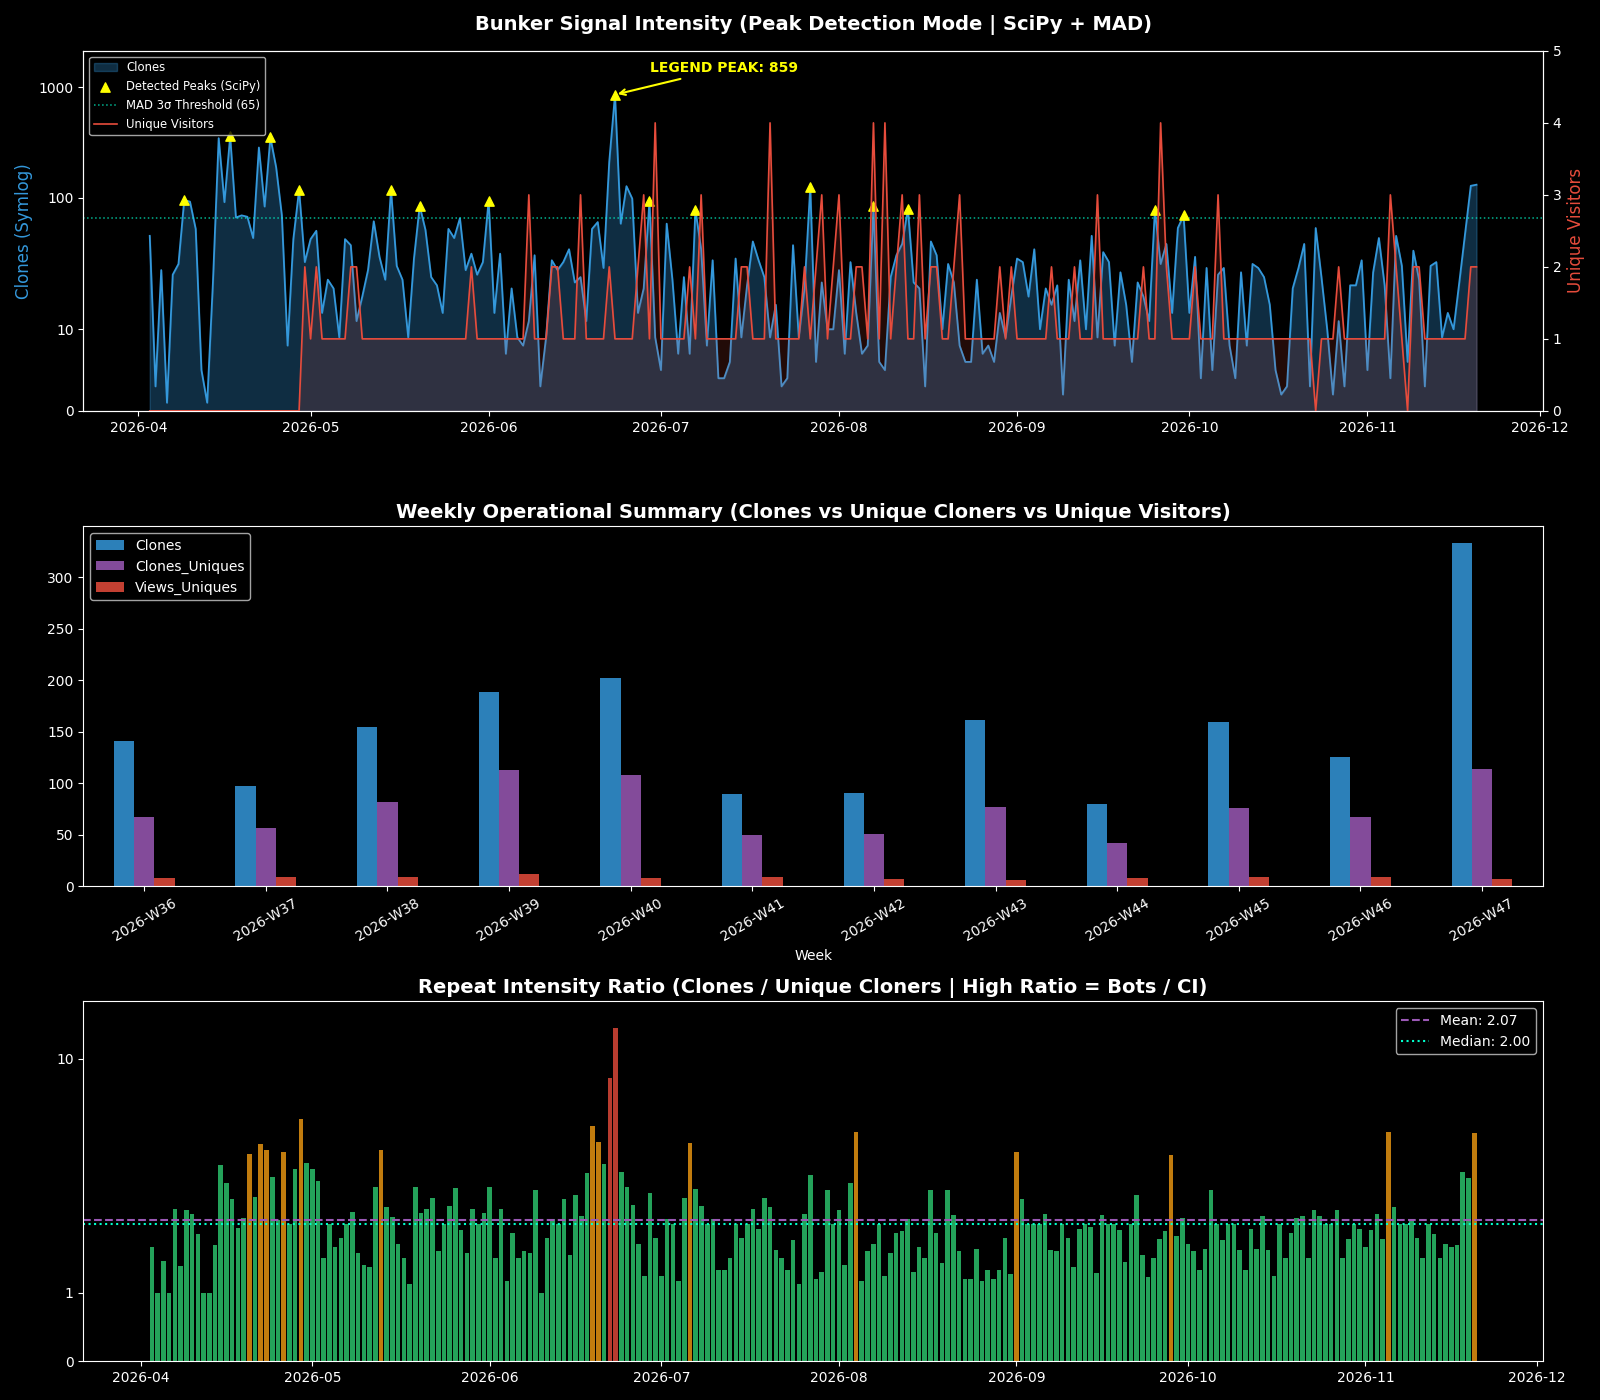 Bunker Signal Intensity (Peak Detection Mode | SciPy + MAD)
Clones
Detected Peaks (SciPy)
MAD 3σ Threshold (65)
Unique Visitors
LEGEND PEAK: 859
Clones (Symlog)
1000
100
10
0
Unique Visitors
5
4
3
2
1
0
2026-04 2026-05 2026-06 2026-07 2026-08 2026-09 2026-10 2026-11 2026-12
Weekly Operational Summary (Clones vs Unique Cloners vs Unique Visitors)
Clones
Clones_Uniques
Views_Uniques
300
250
200
150
100
50
0
2026-W36 2026-W37 2026-W38 2026-W39 2026-W40 2026-W41 2026-W42 2026-W43 2026-W44 2026-W45 2026-W46 2026-W47
Week
Repeat Intensity Ratio (Clones / Unique Cloners | High Ratio = Bots / CI)
Mean: 2.07
Median: 2.00
10
1
0
2026-04 2026-05 2026-06 2026-07 2026-08 2026-09 2026-10 2026-11 2026-12